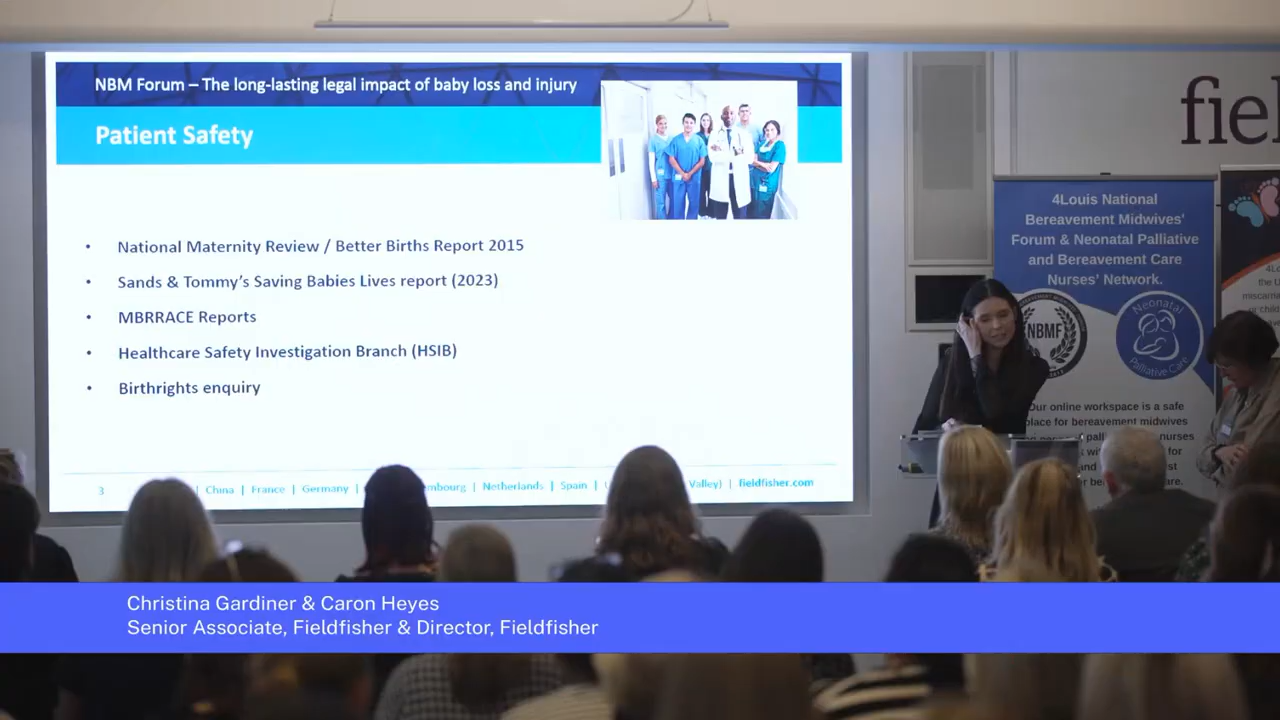 NBM Forum – The long-lasting legal impact of baby loss and injury
Patient Safety
• National Maternity Review / Better Births Report 2015
• Sands & Tommy's Saving Babies Lives report (2023)
• MBRRACE Reports
• Healthcare Safety Investigation Branch (HSIB)
• Birthrights enquiry
3 | China | France | Germany | Netherlands | Spain | Valley) | fieldfisher.com
fiel
4Louis National
Bereavement Midwives'
Forum & Neonatal Palliative
and Bereavement Care
Nurses' Network.
NBMF
Neonatal
Palliative Care
Our online workspace is a safe
place for bereavement midwives
nurses
for
and
Christina Gardiner & Caron Heyes
Senior Associate, Fieldfisher & Director, Fieldfisher